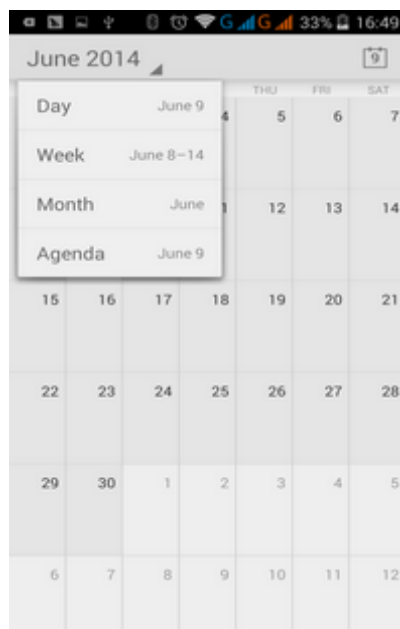 G G 33% 16:49
June 2014 9
THU FRI SAT
Day June 9
4 5 6 7
Week June 8–14
Month June
1 12 13 14
Agenda June 9
15 16 17 18 19 20 21
22 23 24 25 26 27 28
29 30 1 2 3 4 5
6 7 8 9 10 11 12